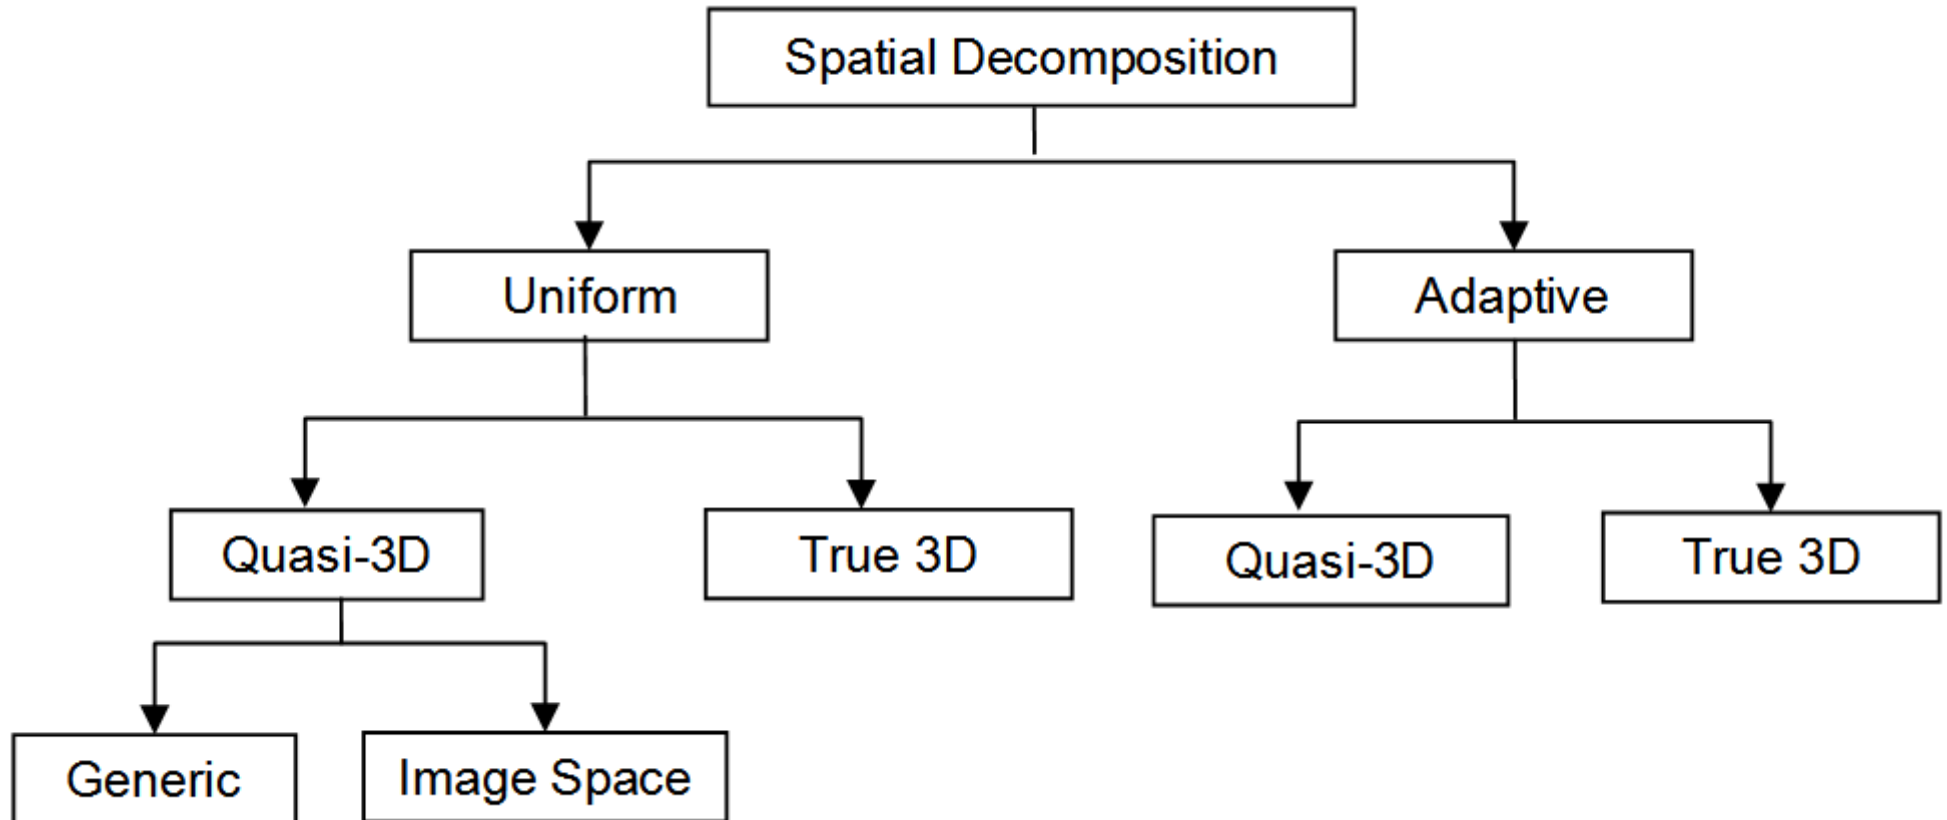 Spatial Decomposition
Uniform
Adaptive
Quasi-3D
True 3D
Quasi-3D
True 3D
Generic
Image Space